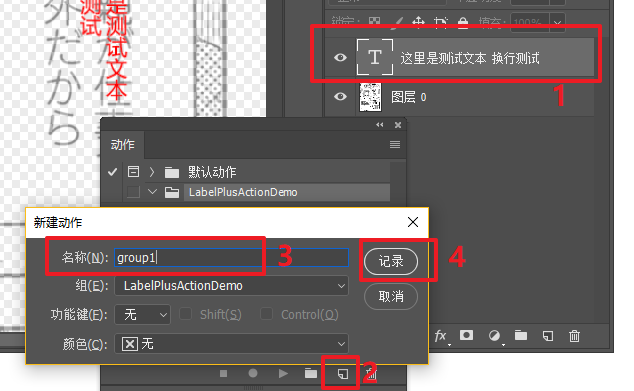 是测试文本
测试
外だから
锁定:
填充: 100%
这里是测试文本 换行测试
1
图层 0
动作
默认动作
LabelPlusActionDemo
新建动作
名称(N): group1
3
记录
4
组(E): LabelPlusActionDemo
取消
功能键(F): 无
Shift(S)
Control(O)
颜色(C): 无
fx
2